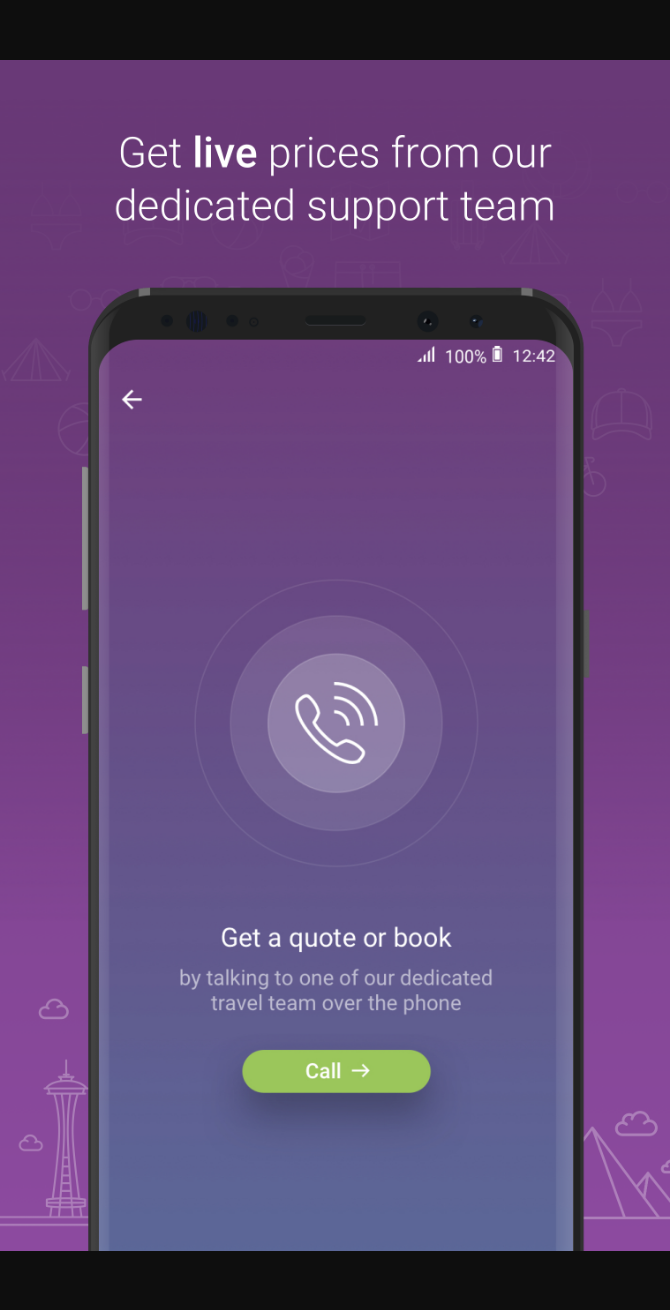 Get live prices from our
dedicated support team
100% 12:42
Get a quote or book
by talking to one of our dedicated
travel team over the phone
Call →